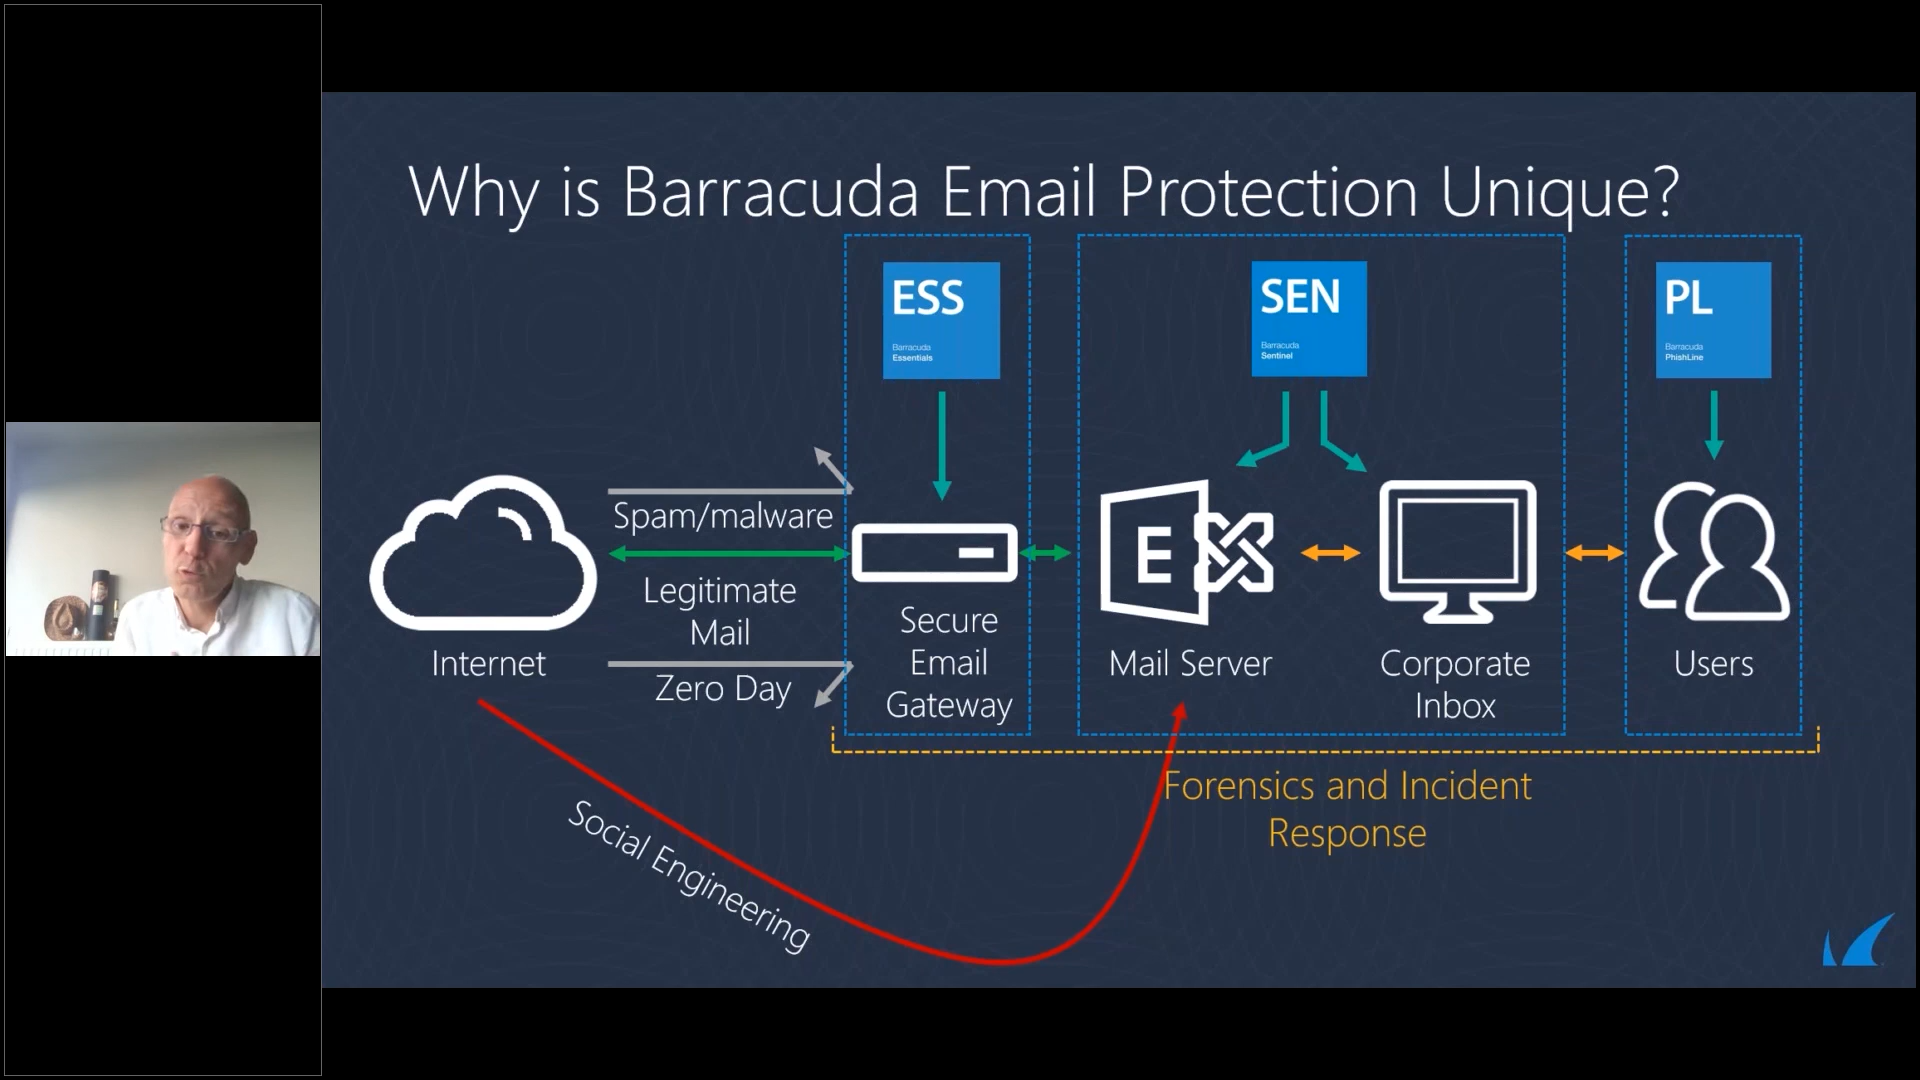 Why is Barracuda Email Protection Unique?
ESS
Barracuda
Essentials
SEN
Barracuda
Sentinel
PL
Barracuda
PhishLine
Spam/malware
Legitimate
Mail
Zero Day
Internet
Secure
Email
Gateway
E
Mail Server
Corporate
Inbox
Users
Forensics and Incident
Response
Social Engineering